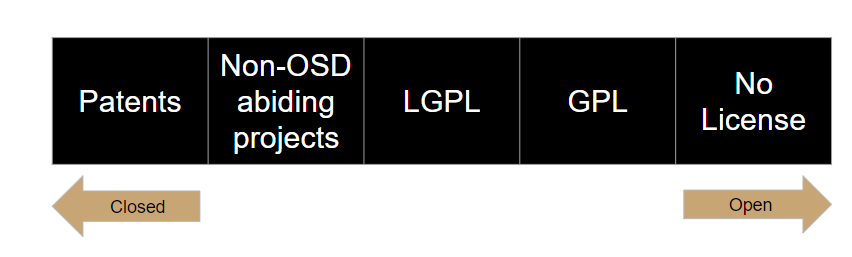 Patents
Non-OSD
abiding
projects
LGPL
GPL
No
License
Closed
Open